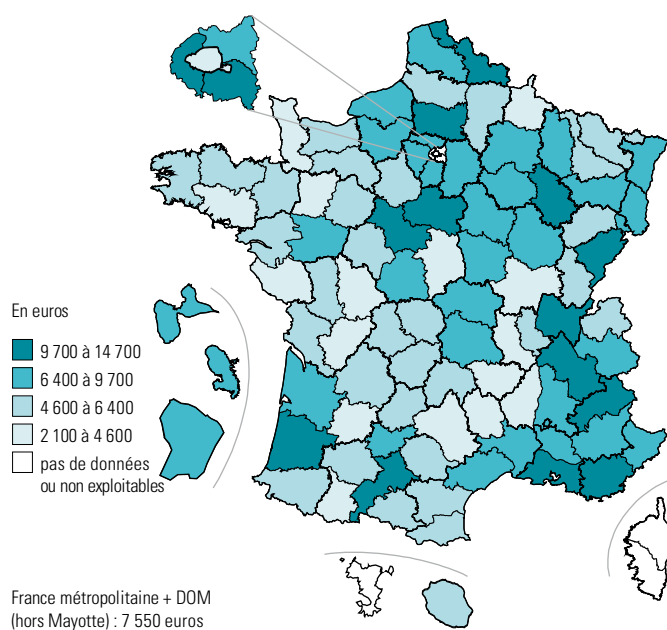 En euros
9 700 à 14 700
6 400 à 9 700
4 600 à 6 400
2 100 à 4 600
pas de données
ou non exploitables
France métropolitaine + DOM
(hors Mayotte) : 7 550 euros